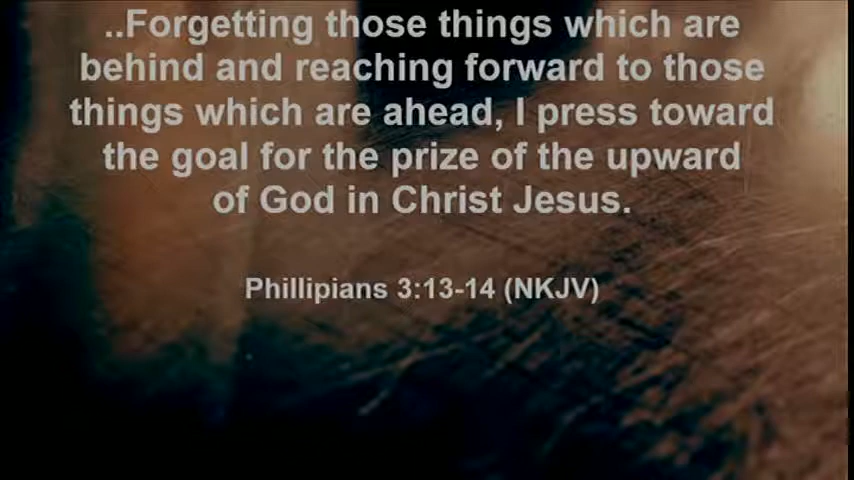 ..Forgetting those things which are
behind and reaching forward to those
things which are ahead, I press toward
the goal for the prize of the upward
of God in Christ Jesus.
Phillipians 3:13-14 (NKJV)